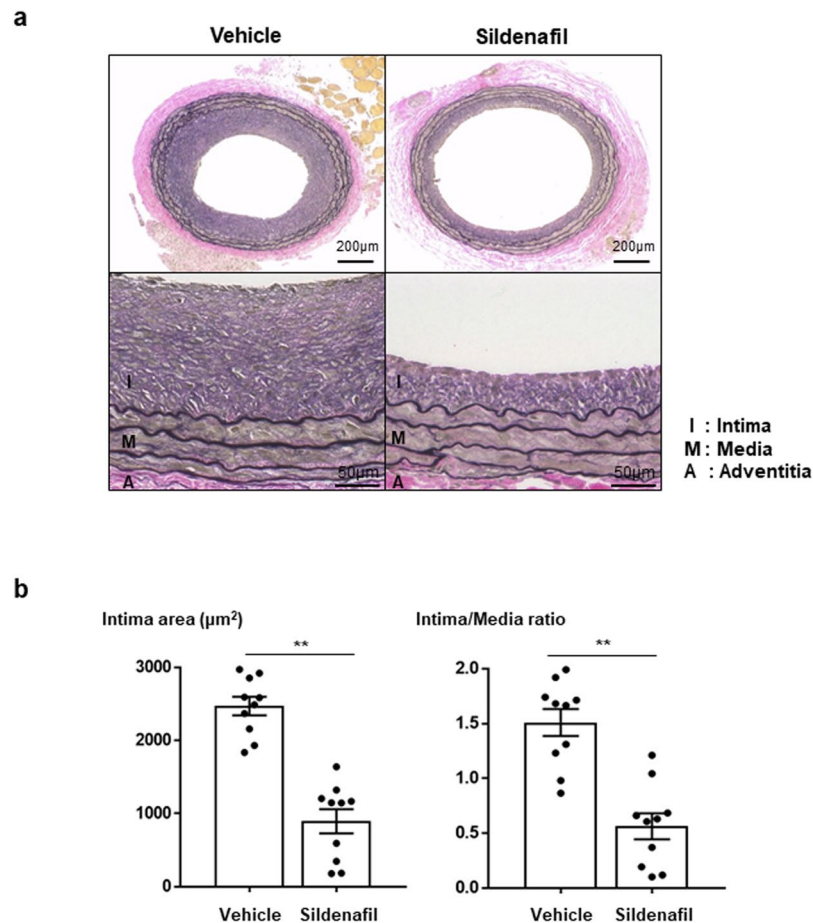 a
Vehicle Sildenafil
200µm 200µm
I I
M M
A 50µm A 50µm
I : Intima
M : Media
A : Adventitia
b
Intima area (µm²) Intima/Media ratio
** **
3000 2.0
2000 1.5
1000 1.0
0 0.5
0.0
Vehicle Sildenafil Vehicle Sildenafil